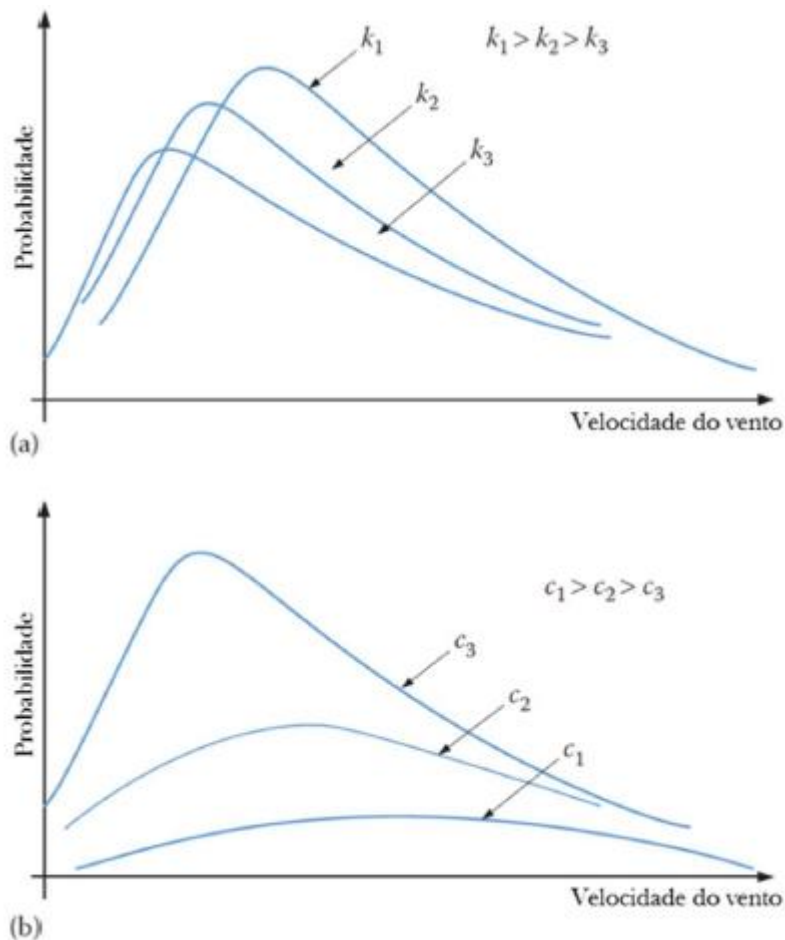 k₁
k₁ > k₂ > k₃
k₂
k₃
Probabilidade
Velocidade do vento
(a)
c₁ > c₂ > c₃
c₃
c₂
c₁
Probabilidade
Velocidade do vento
(b)